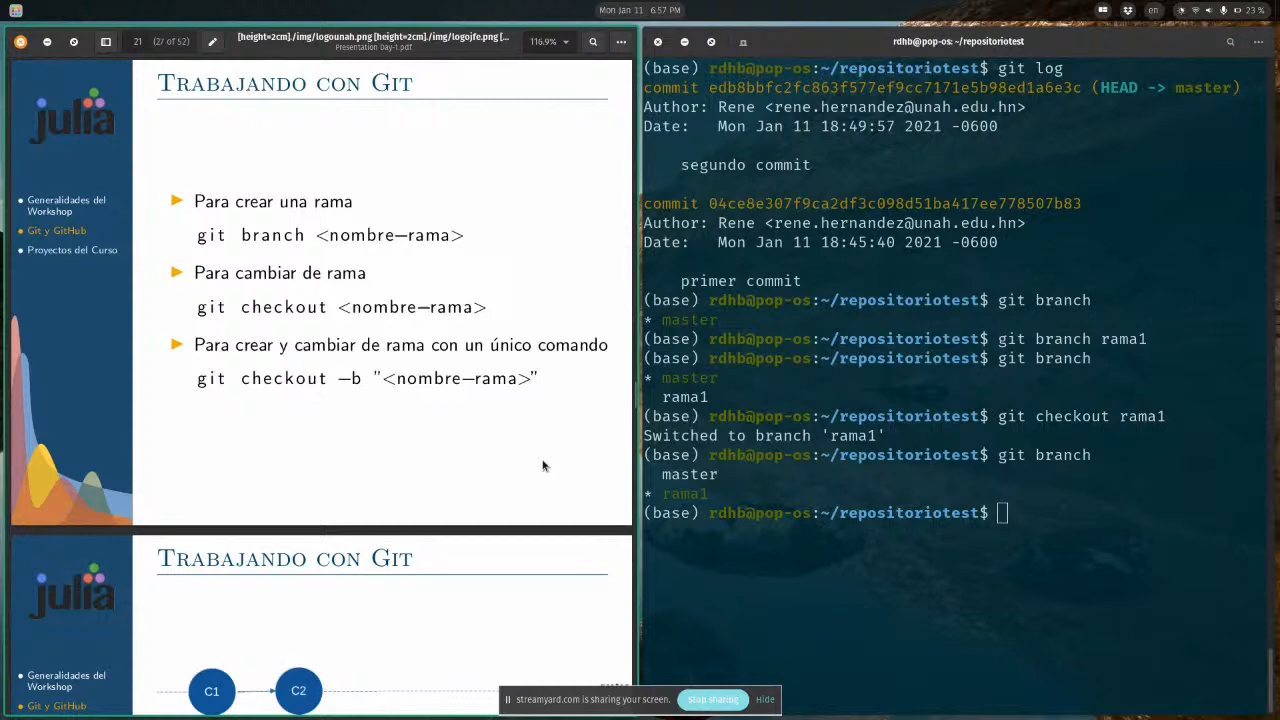 Mon Jan 11 6:57 PM
en
23 %
21 (27 of 52)
[height=2cm]./img/logounah.png [height=2cm]./img/logojfe.png [...
Presentation Day-1.pdf
116.9%
TRABAJANDO CON GIT
julia
Generalidades del
Workshop
Git y GitHub
Proyectos del Curso
Para crear una rama
git branch <nombre—rama>
Para cambiar de rama
git checkout <nombre—rama>
Para crear y cambiar de rama con un único comando
git checkout —b "<nombre—rama>"
TRABAJANDO CON GIT
julia
Generalidades del
Workshop
Git y GitHub
C1
C2
rdhb@pop-os: ~/repositoriotest
(base) rdhb@pop-os:~/repositoriotest$ git log
commit edb8bbfc2fc863f577ef9cc7171e5b98ed1a6e3c (HEAD -> master)
Author: Rene <rene.hernandez@unah.edu.hn>
Date:   Mon Jan 11 18:49:57 2021 -0600
segundo commit
commit 04ce8e307f9ca2df3c098d51ba417ee778507b83
Author: Rene <rene.hernandez@unah.edu.hn>
Date:   Mon Jan 11 18:45:40 2021 -0600
primer commit
(base) rdhb@pop-os:~/repositoriotest$ git branch
* master
(base) rdhb@pop-os:~/repositoriotest$ git branch rama1
(base) rdhb@pop-os:~/repositoriotest$ git branch
* master
rama1
(base) rdhb@pop-os:~/repositoriotest$ git checkout rama1
Switched to branch 'rama1'
(base) rdhb@pop-os:~/repositoriotest$ git branch
master
* rama1
(base) rdhb@pop-os:~/repositoriotest$
streamyard.com is sharing your screen.
Stop sharing
Hide